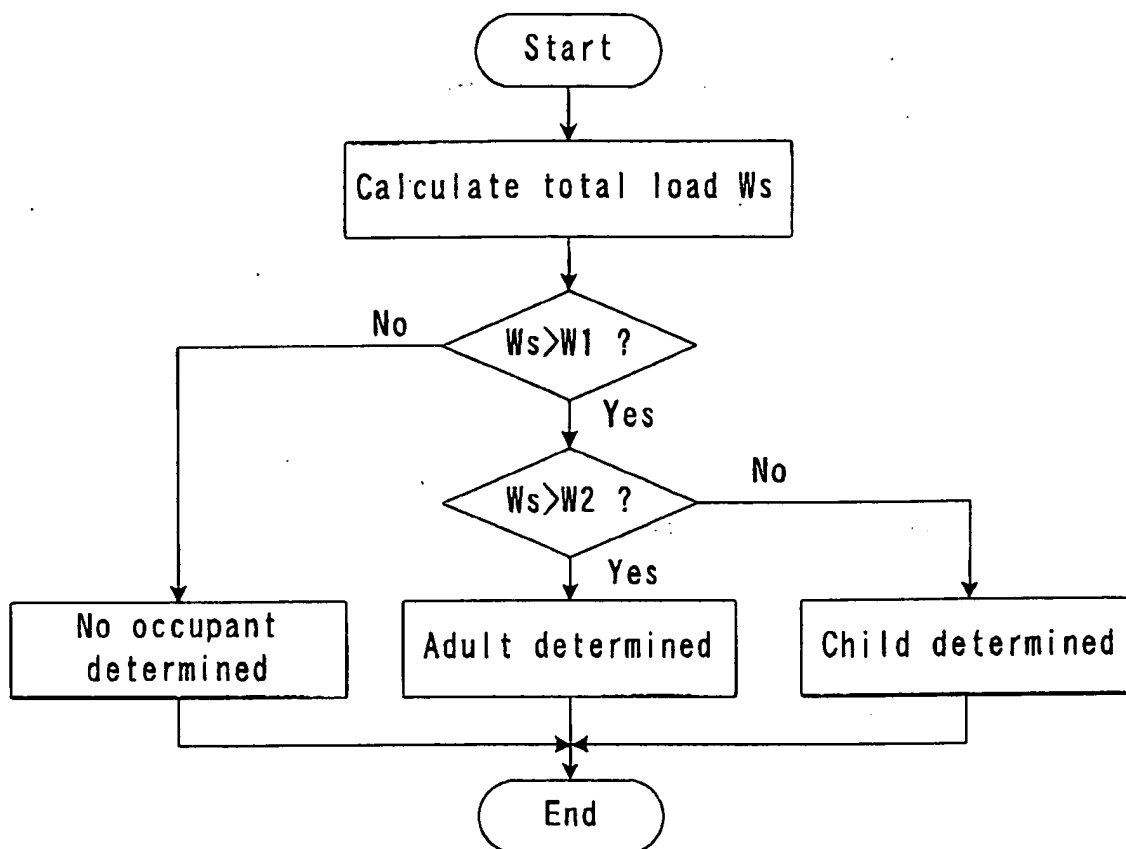 Start
Calculate total load Ws
Ws>W1 ?
No
Yes
Ws>W2 ?
No
Yes
No occupant
determined
Adult determined
Child determined
End